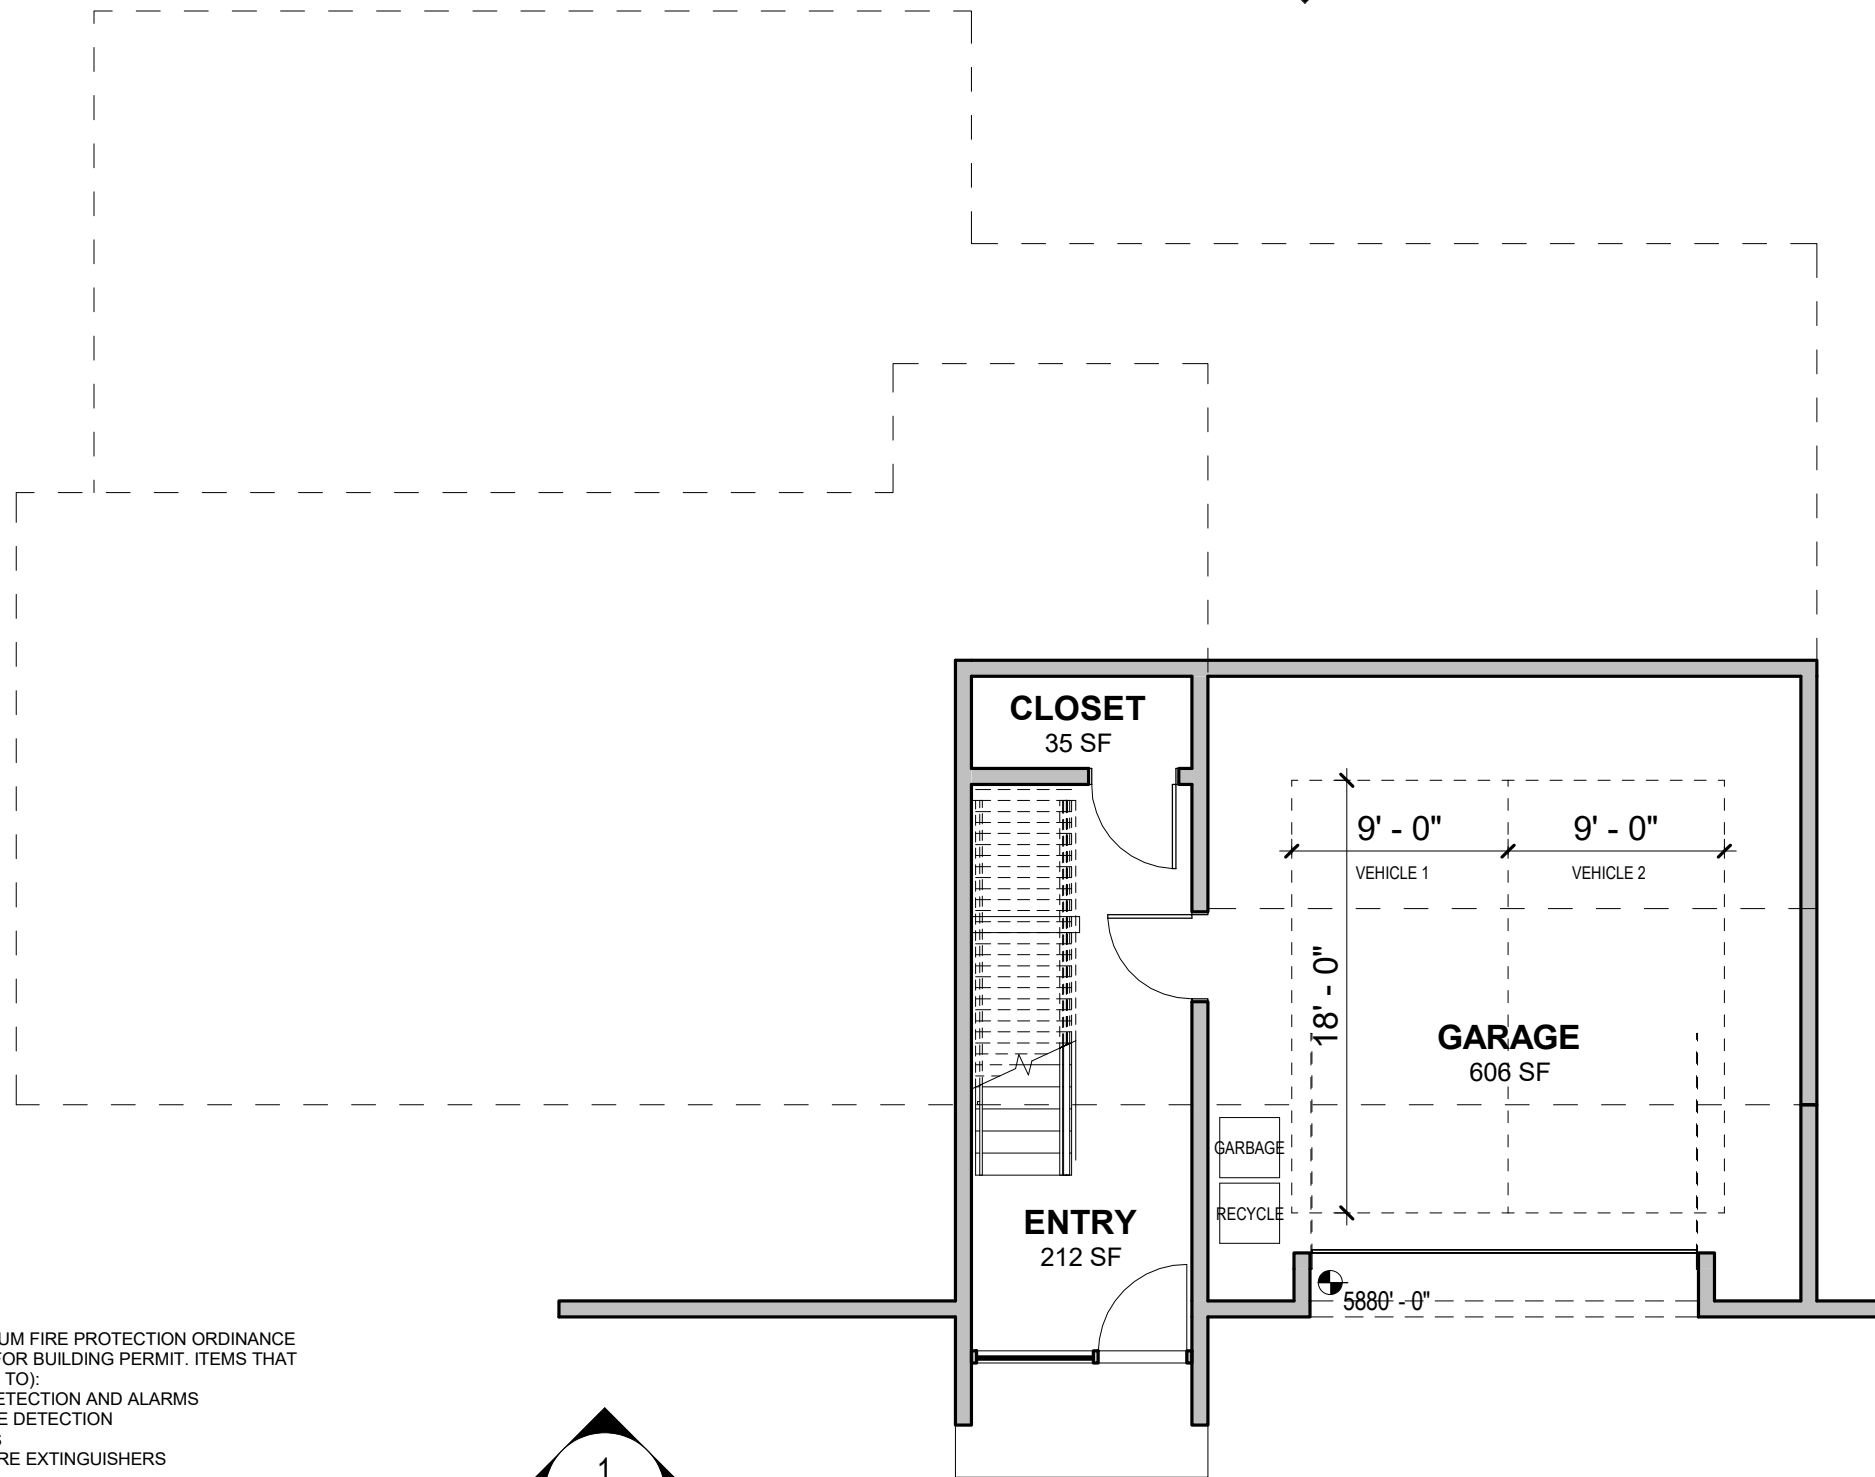 CLOSET
35 SF
9' - 0"
9' - 0"
VEHICLE 1
VEHICLE 2
18' - 0"
GARAGE
606 SF
GARBAGE
RECYCLE
ENTRY
212 SF
5880' - 0"
UM FIRE PROTECTION ORDINANCE
FOR BUILDING PERMIT. ITEMS THAT
TO):
ETECTION AND ALARMS
E DETECTION
S
RE EXTINGUISHERS
1